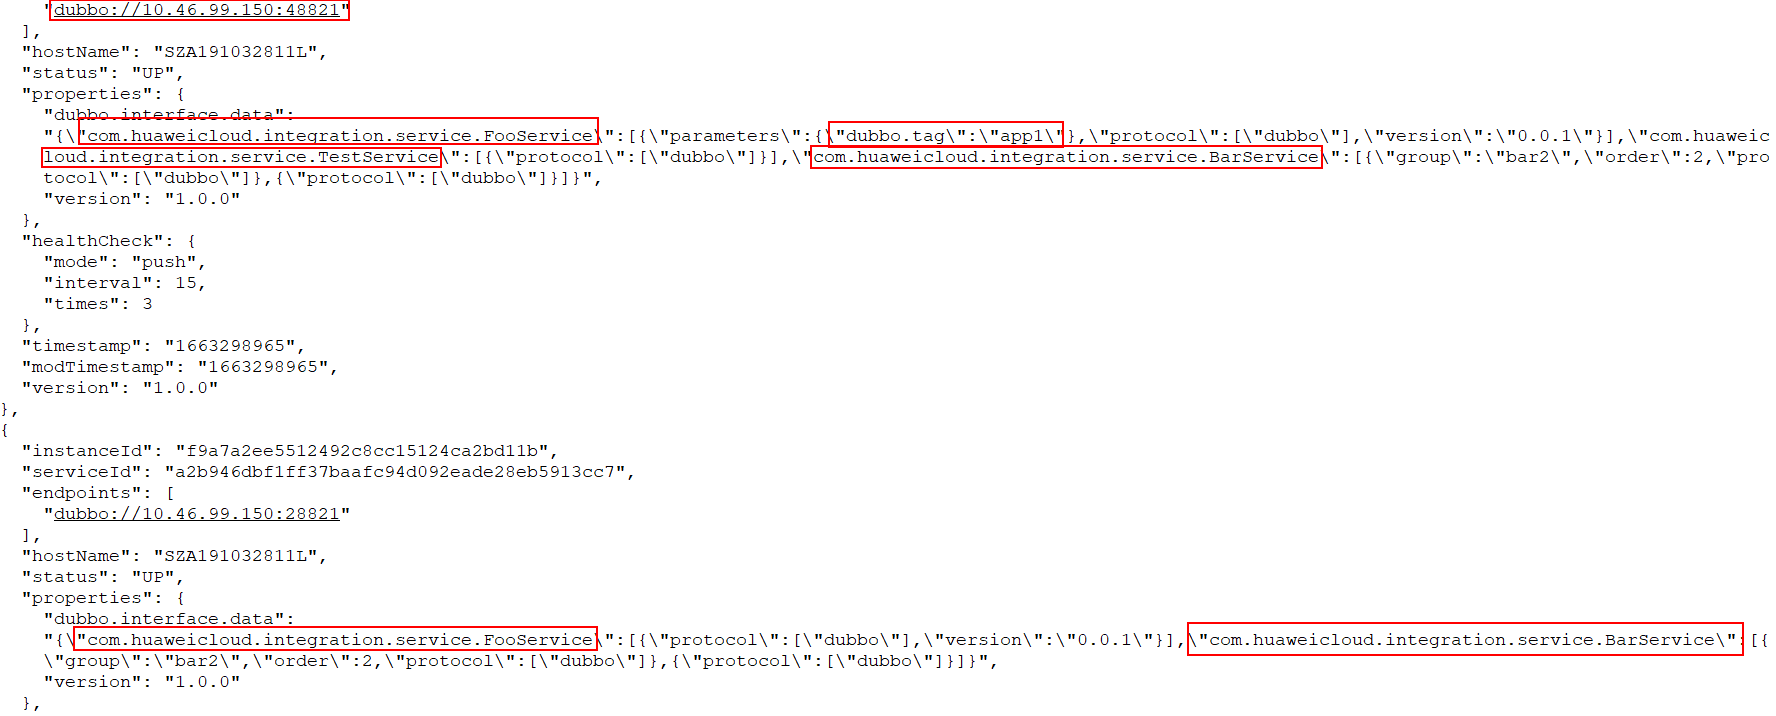 "dubbo://10.46.99.150:48821"
],
"hostName": "SZA191032811L",
"status": "UP",
"properties": {
"dubbo.interface.data":
"{\"com.huaweicloud.integration.service.FooService\":[{\"parameters\":{\"dubbo.tag\":\"app1\"},\"protocol\":[\"dubbo\"],\"version\":\"0.0.1\"}],\"com.huaweic
loud.integration.service.TestService\":[{\"protocol\":[\"dubbo\"]}],\"com.huaweicloud.integration.service.BarService\":[{\"group\":\"bar2\",\"order\":2,\"pro
tocol\":[\"dubbo\"]},{\"protocol\":[\"dubbo\"]}]}",
"version": "1.0.0"
},
"healthCheck": {
"mode": "push",
"interval": 15,
"times": 3
},
"timestamp": "1663298965",
"modTimestamp": "1663298965",
"version": "1.0.0"
},
{
"instanceId": "f9a7a2ee5512492c8cc15124ca2bd11b",
"serviceId": "a2b946dbf1ff37baafc94d092eade28eb5913cc7",
"endpoints": [
"dubbo://10.46.99.150:28821"
],
"hostName": "SZA191032811L",
"status": "UP",
"properties": {
"dubbo.interface.data":
"{\"com.huaweicloud.integration.service.FooService\":[{\"protocol\":[\"dubbo\"],\"version\":\"0.0.1\"}],\"com.huaweicloud.integration.service.BarService\":[{
\"group\":\"bar2\",\"order\":2,\"protocol\":[\"dubbo\"]},{\"protocol\":[\"dubbo\"]}]}",
"version": "1.0.0"
},